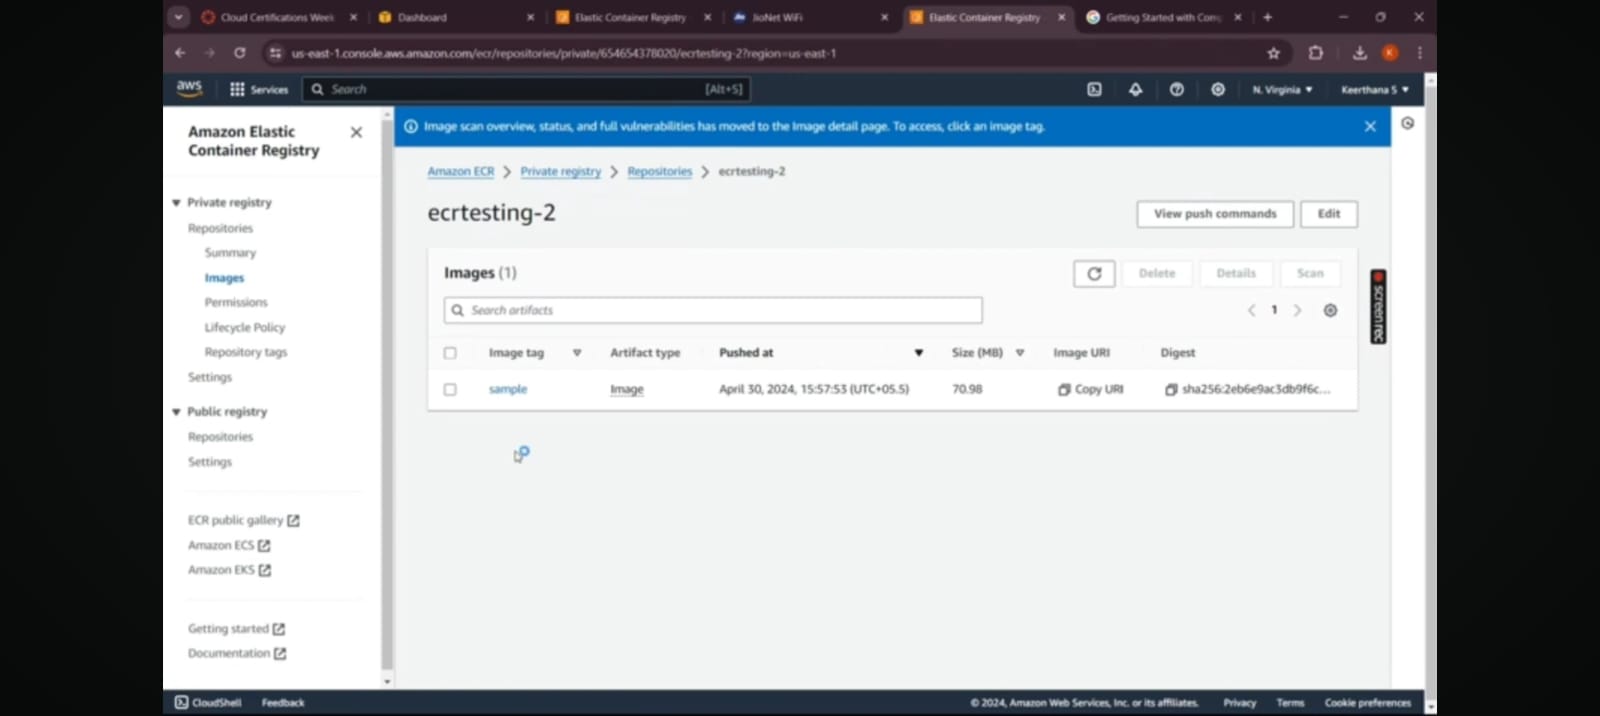 Cloud Certifications Week
Dashboard
Elastic Container Registry
JioNet WiFi
Elastic Container Registry
Getting Started with Com
us-east-1.console.aws.amazon.com/ecr/repositories/private/654654378020/ecrtesting-2?region=us-east-1
K
aws
Services
Search
[Alt+S]
N. Virginia
Keerthana S
Amazon Elastic
Container Registry
Private registry
Repositories
Summary
Images
Permissions
Lifecycle Policy
Repository tags
Settings
Public registry
Repositories
Settings
ECR public gallery
Amazon ECS
Amazon EKS
Getting started
Documentation
Image scan overview, status, and full vulnerabilities has moved to the Image detail page. To access, click an image tag.
Amazon ECR > Private registry > Repositories > ecrtesting-2
ecrtesting-2
View push commands
Edit
Images (1)
Delete
Details
Scan
Search artifacts
1
Image tag
Artifact type
Pushed at
Size (MB)
Image URI
Digest
sample
Image
April 30, 2024, 15:57:53 (UTC+05.5)
70.98
Copy URI
sha256:2eb6e9ac3db9f6c...
screenrec
CloudShell
Feedback
© 2024, Amazon Web Services, Inc. or its affiliates.
Privacy
Terms
Cookie preferences